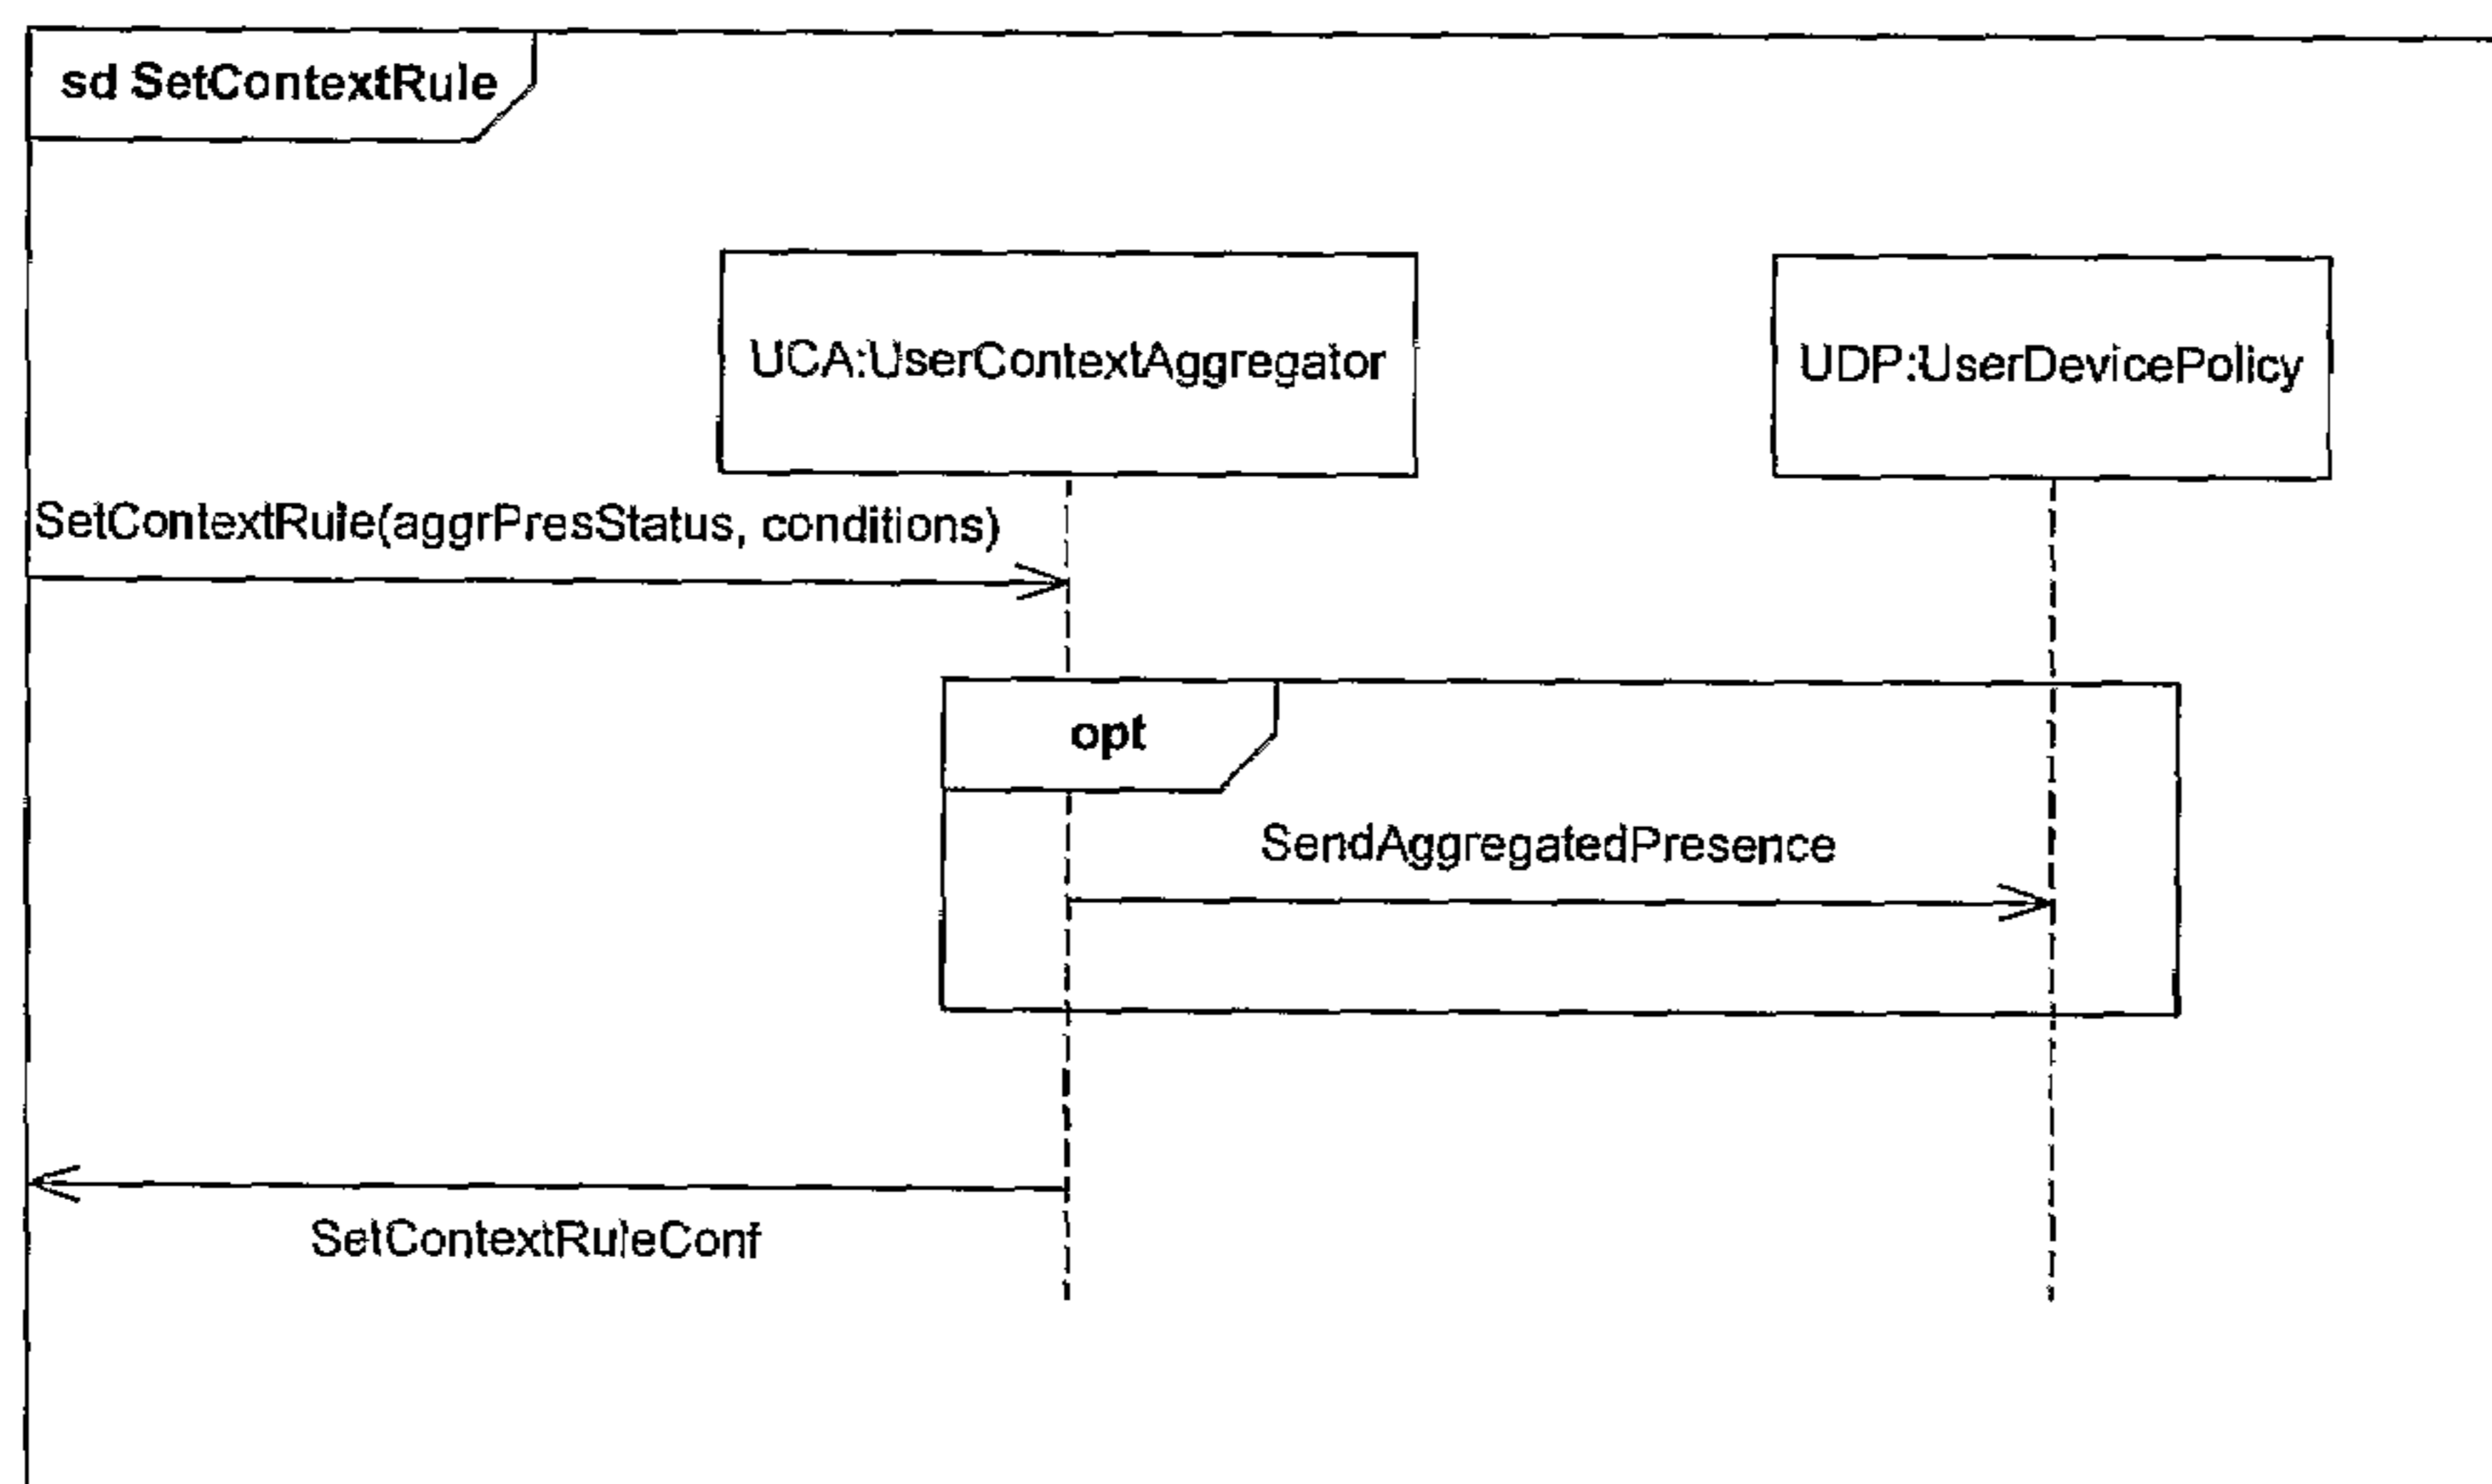 sd SetContextRule
UCA:UserContextAggregator
UDP:UserDevicePolicy
SetContextRule(aggrPresStatus, conditions)
opt
SendAggregatedPresence
SetContextRuleConf